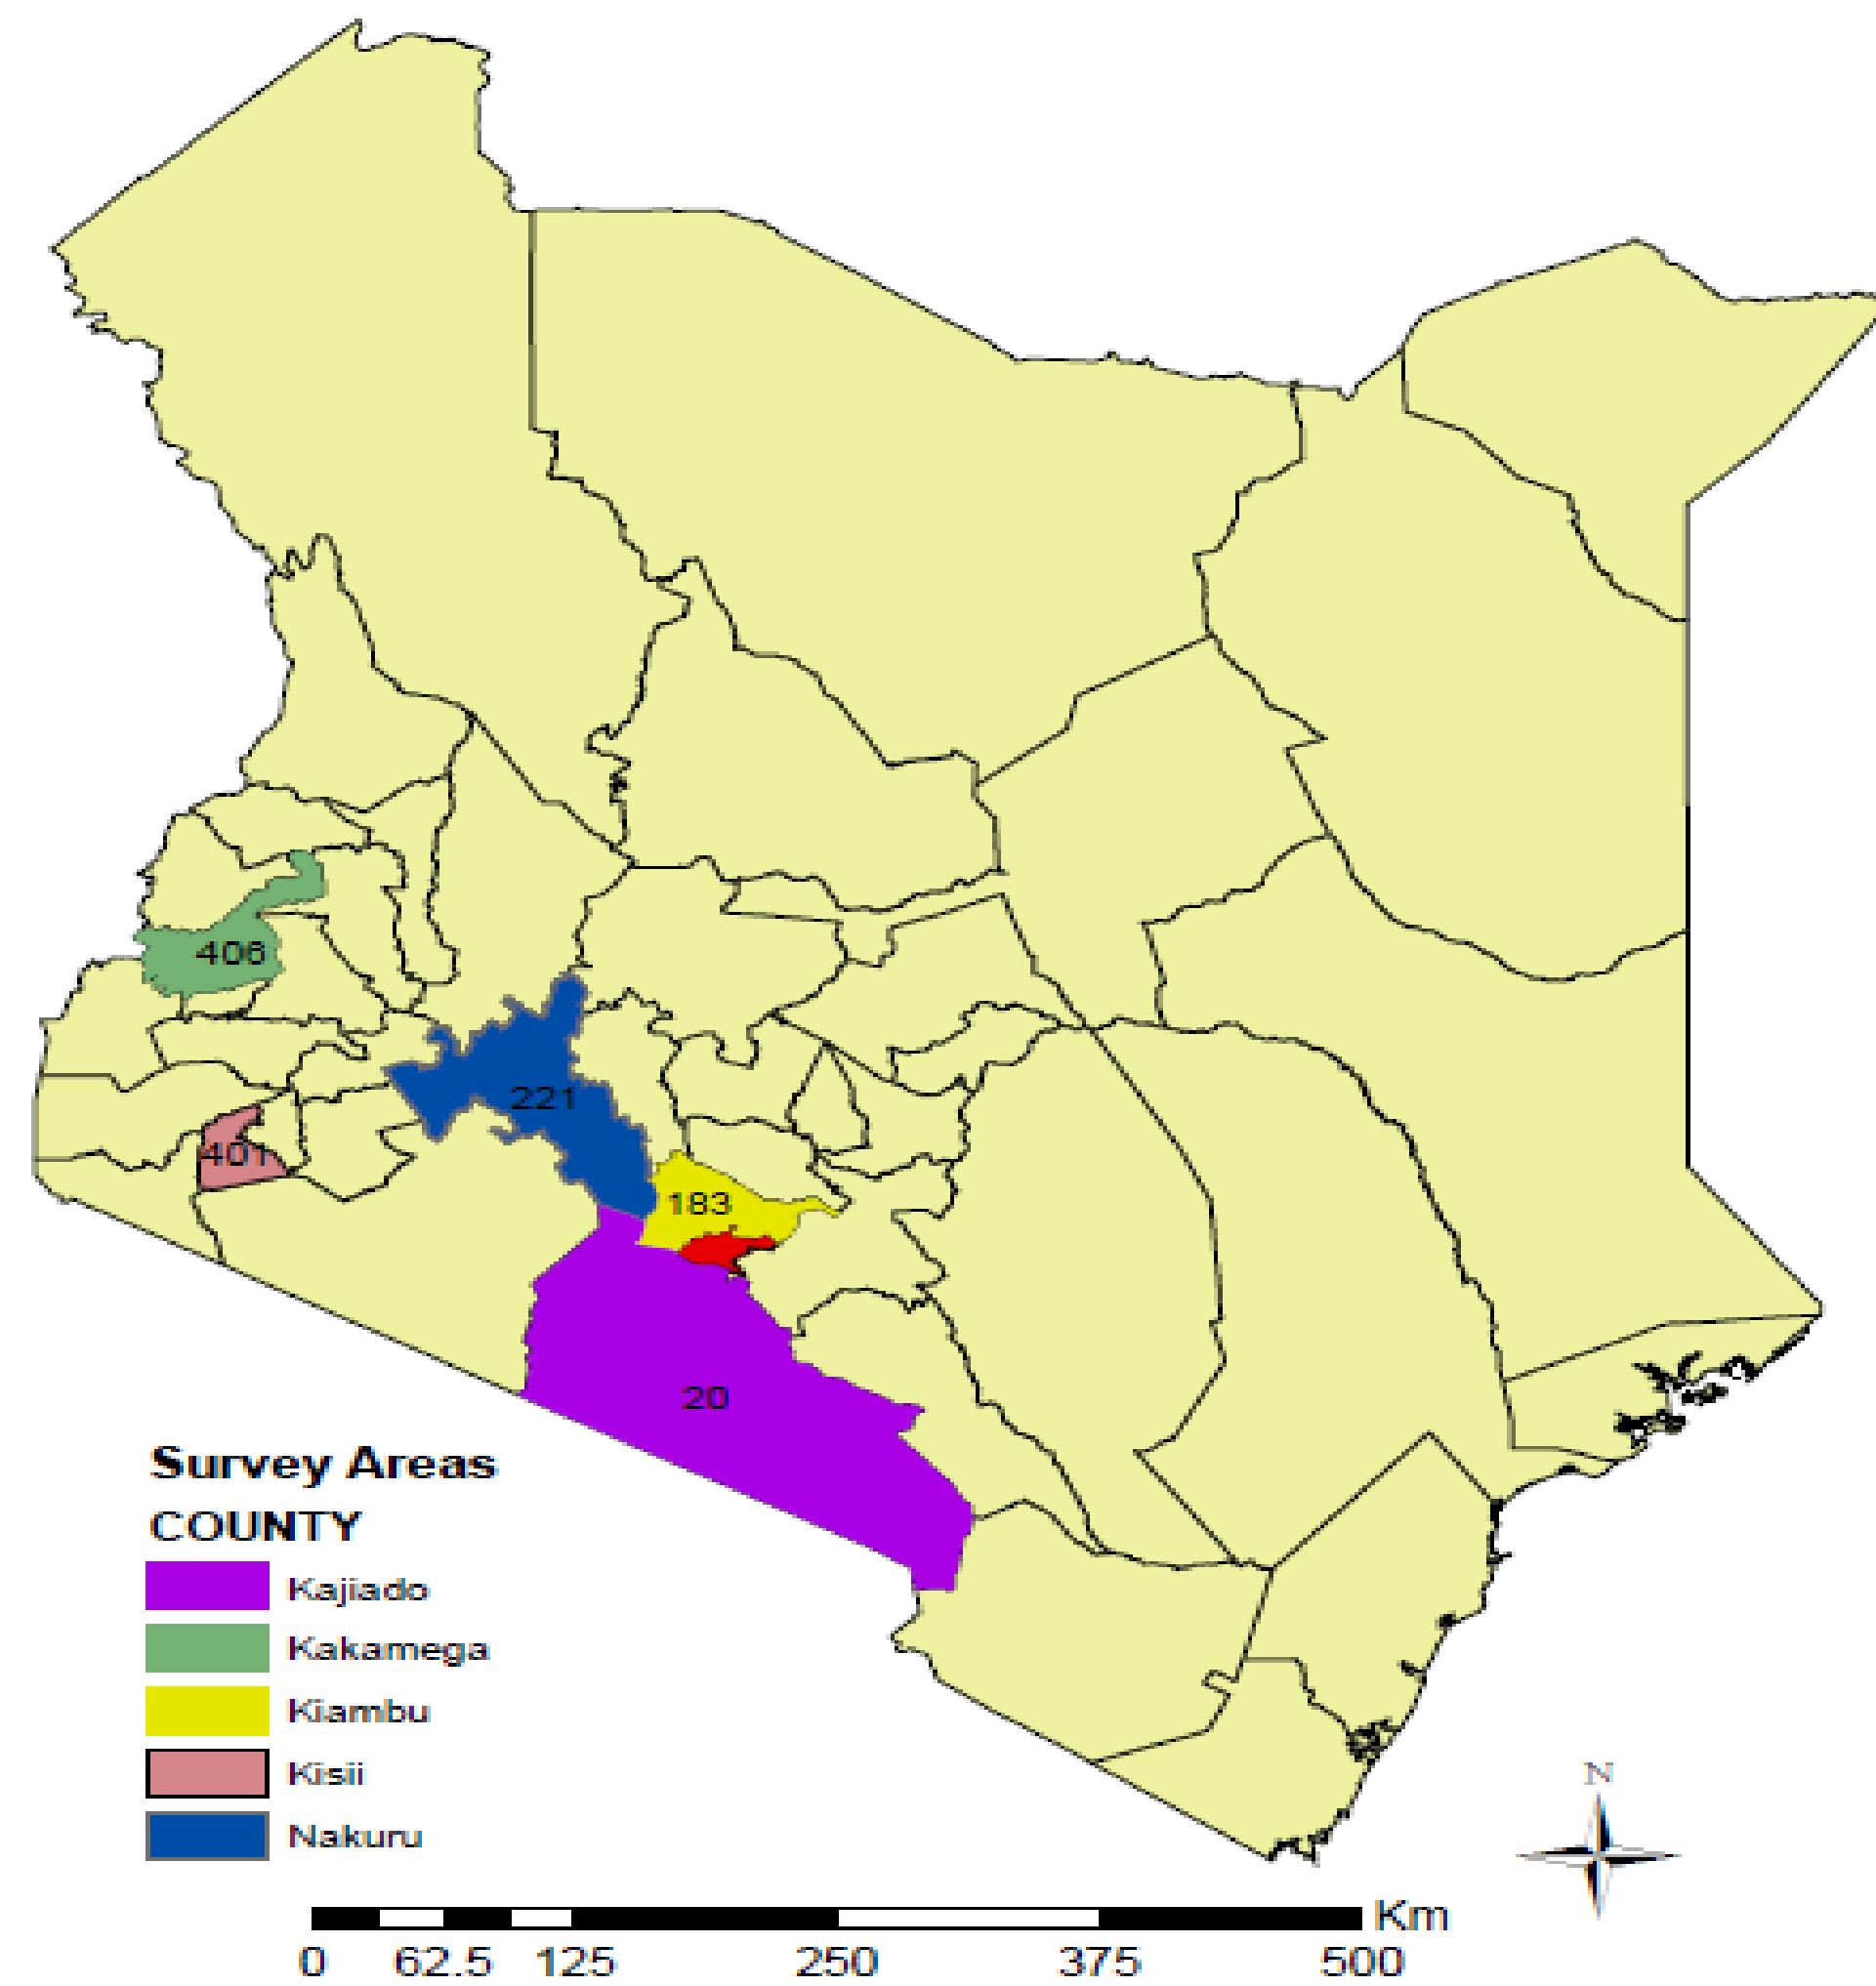 406
221
401
183
20
Survey Areas
COUNTY
Kajiado
Kakamega
Kiambu
Kisii
Nakuru
N
Km
0 62.5 125 250 375 500